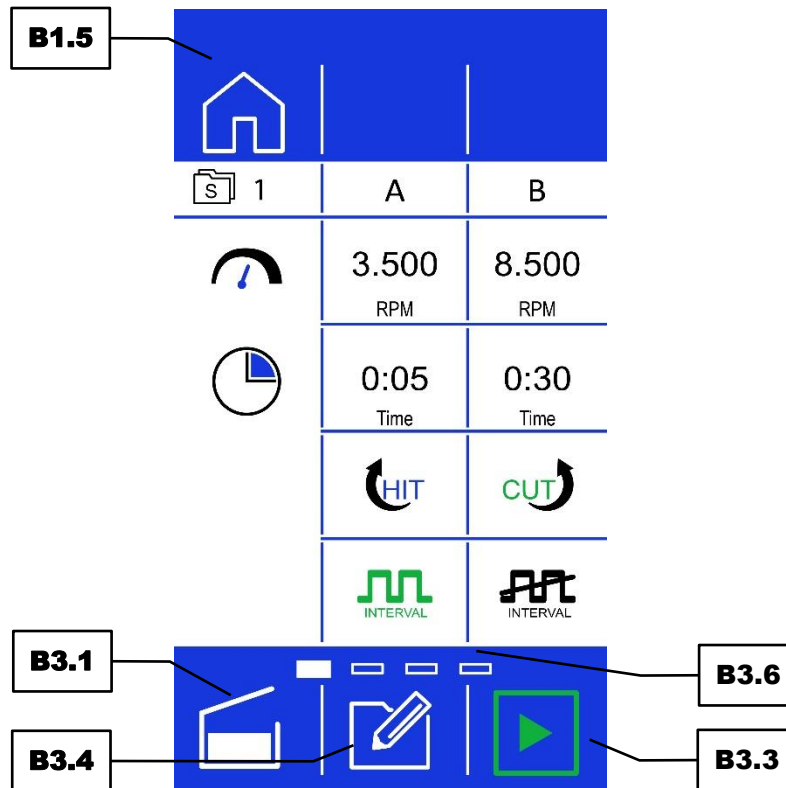 B1.5
S 1 A B
3.500 8.500
RPM RPM
0:05 0:30
Time Time
HIT CUT
INTERVAL INTERVAL
B3.1
B3.6
B3.4
B3.3